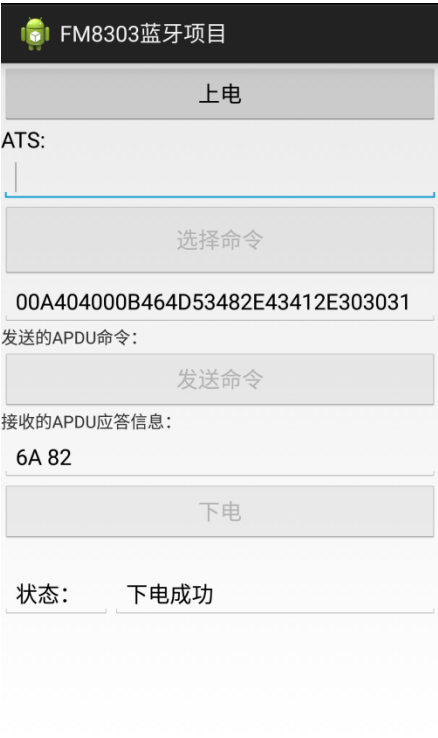 FM8303蓝牙项目
上电
ATS:
选择命令
00A404000B464D53482E43412E303031
发送的APDU命令：
发送命令
接收的APDU应答信息：
6A 82
下电
状态： 下电成功